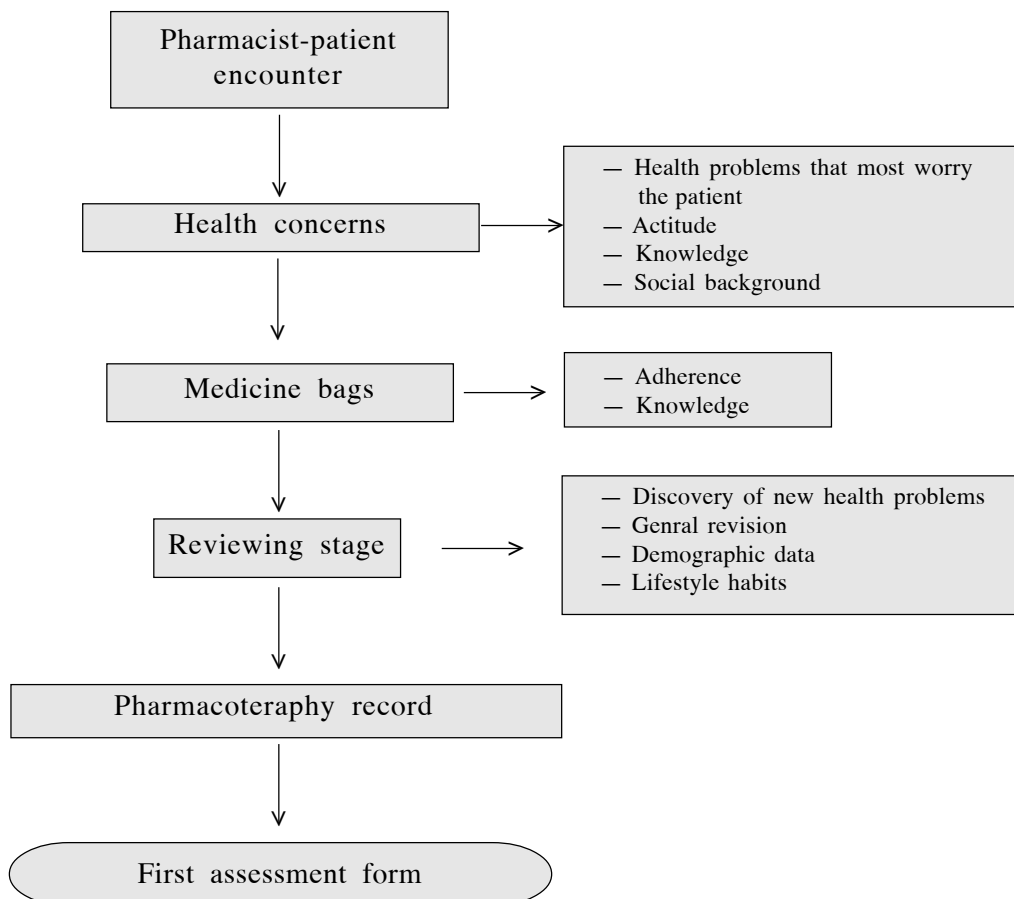 Pharmacist-patient
encounter
Health concerns
— Health problems that most worry
the patient
— Actitude
— Knowledge
— Social background
Medicine bags
— Adherence
— Knowledge
Reviewing stage
— Discovery of new health problems
— Genral revision
— Demographic data
— Lifestyle habits
Pharmacoteraphy record
First assessment form